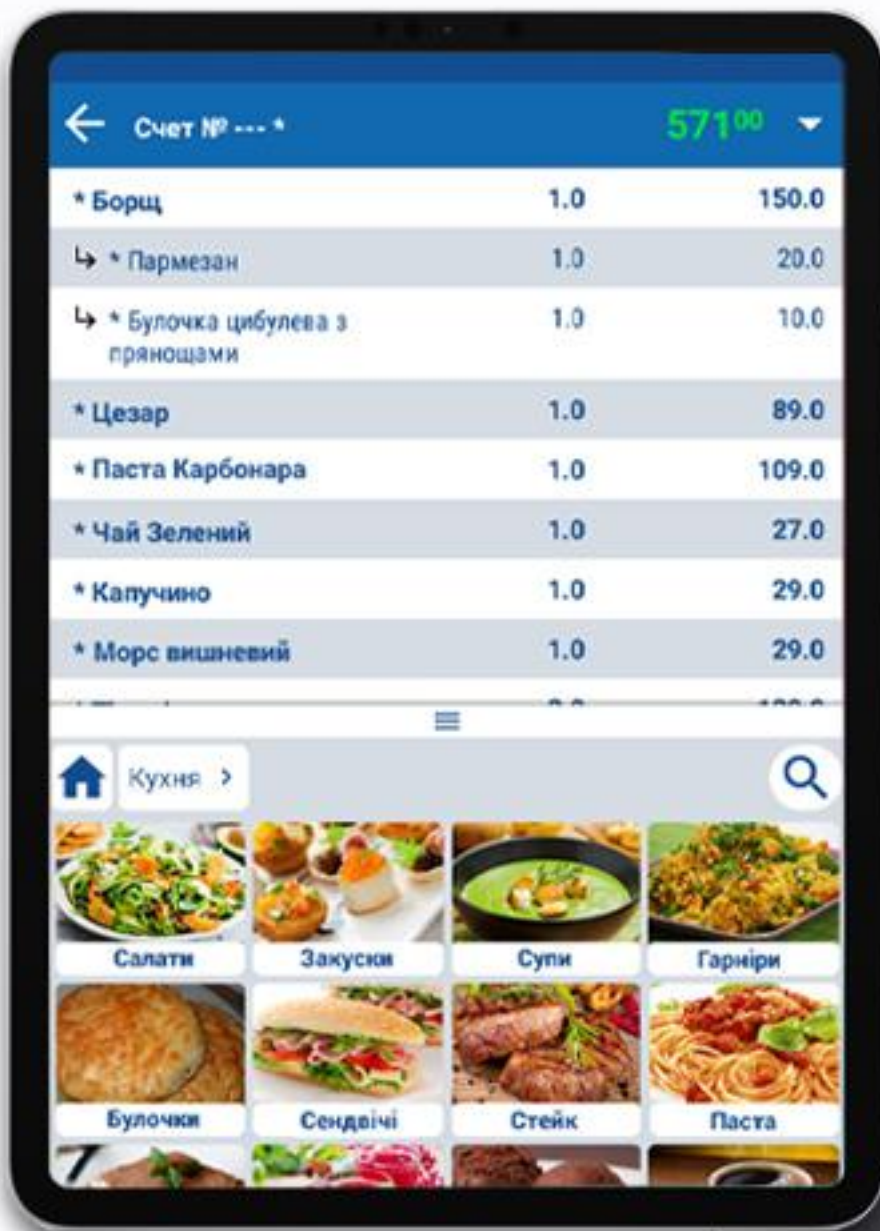 Счет № --- * 571⁰⁰
* Борщ 1.0 150.0
* Пармезан 1.0 20.0
* Булочка цибулева з 1.0 10.0
прянощами
* Цезар 1.0 89.0
* Паста Карбонара 1.0 109.0
* Чай Зелений 1.0 27.0
* Капучино 1.0 29.0
* Морс вишневий 1.0 29.0
Кухня >
Салати Закуски Супи Гарніри
Булочки Сендвічі Стейк Паста